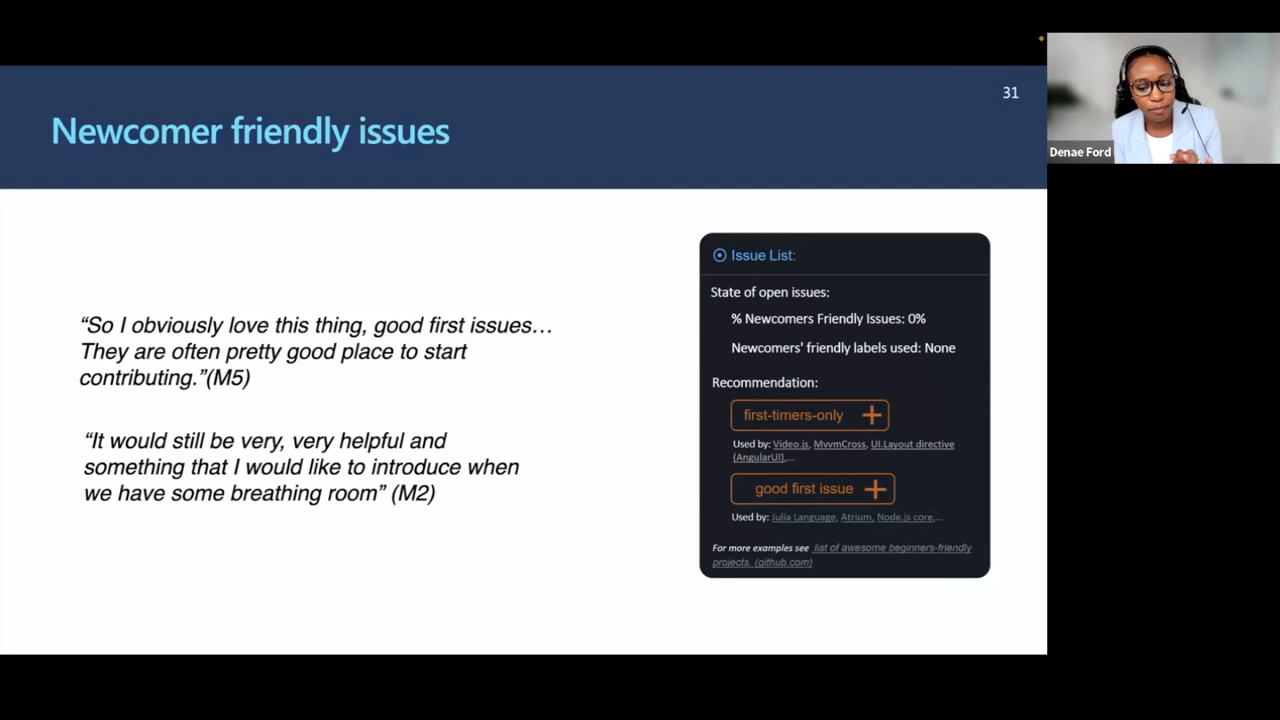 31
Newcomer friendly issues
Denae Ford
“So I obviously love this thing, good first issues…
They are often pretty good place to start
contributing.”(M5)
“It would still be very, very helpful and
something that I would like to introduce when
we have some breathing room” (M2)
Issue List:
State of open issues:
% Newcomers Friendly Issues: 0%
Newcomers' friendly labels used: None
Recommendation:
first-timers-only +
Used by: Video.js, MvvmCross, UI.Layout directive
(AngularUI),...
good first issue +
Used by: Julia Language, Atrium, Node.js core,...
For more examples see list of awesome beginners-friendly
projects. (github.com)